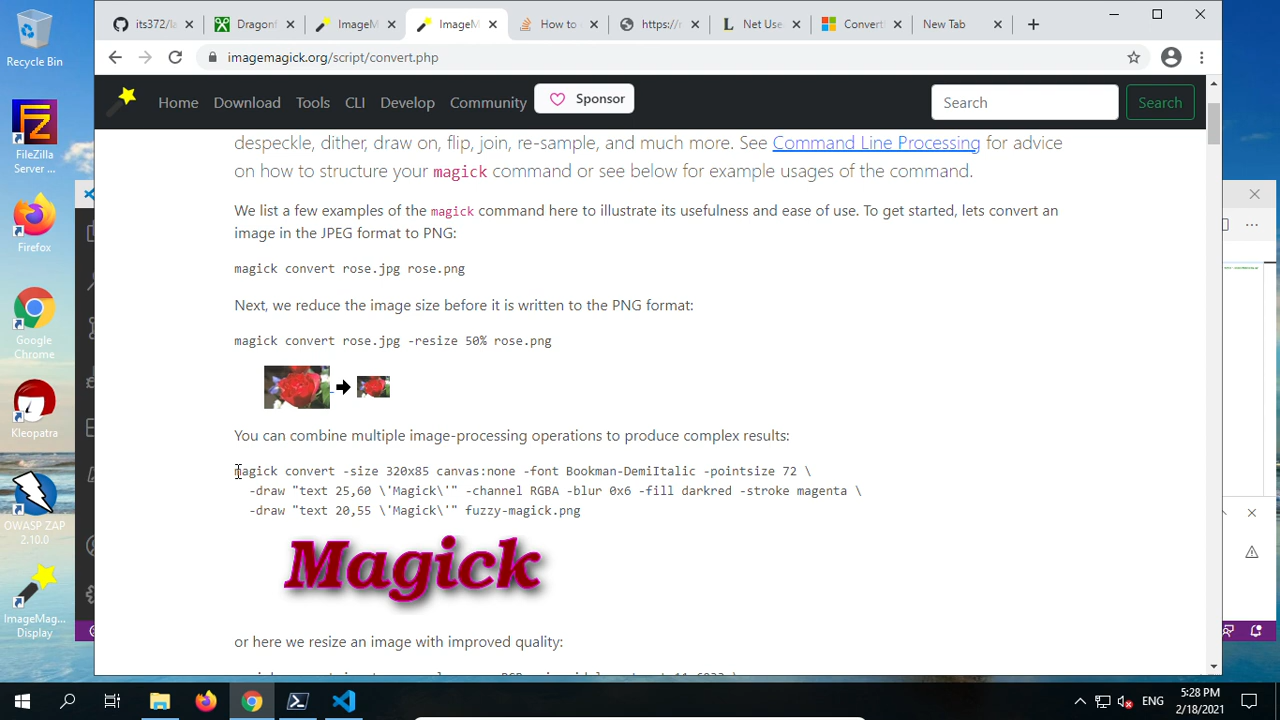 Recycle Bin
FileZilla
Server ...
Firefox
Google
Chrome
Kleopatra
OWASP ZAP
2.10.0
ImageMag...
Display
its372/la
Dragonf
ImageM
ImageM
How to
https://r
Net Use
Convert
New Tab
imagemagick.org/script/convert.php
Home Download Tools CLI Develop Community Sponsor Search Search
despeckle, dither, draw on, flip, join, re-sample, and much more. See Command Line Processing for advice
on how to structure your magick command or see below for example usages of the command.
We list a few examples of the magick command here to illustrate its usefulness and ease of use. To get started, lets convert an
image in the JPEG format to PNG:
magick convert rose.jpg rose.png
Next, we reduce the image size before it is written to the PNG format:
magick convert rose.jpg -resize 50% rose.png
You can combine multiple image-processing operations to produce complex results:
magick convert -size 320x85 canvas:none -font Bookman-DemiItalic -pointsize 72 \
-draw "text 25,60 \'Magick\'" -channel RGBA -blur 0x6 -fill darkred -stroke magenta \
-draw "text 20,55 \'Magick\'" fuzzy-magick.png
Magick
or here we resize an image with improved quality:
ENG
5:28 PM
2/18/2021